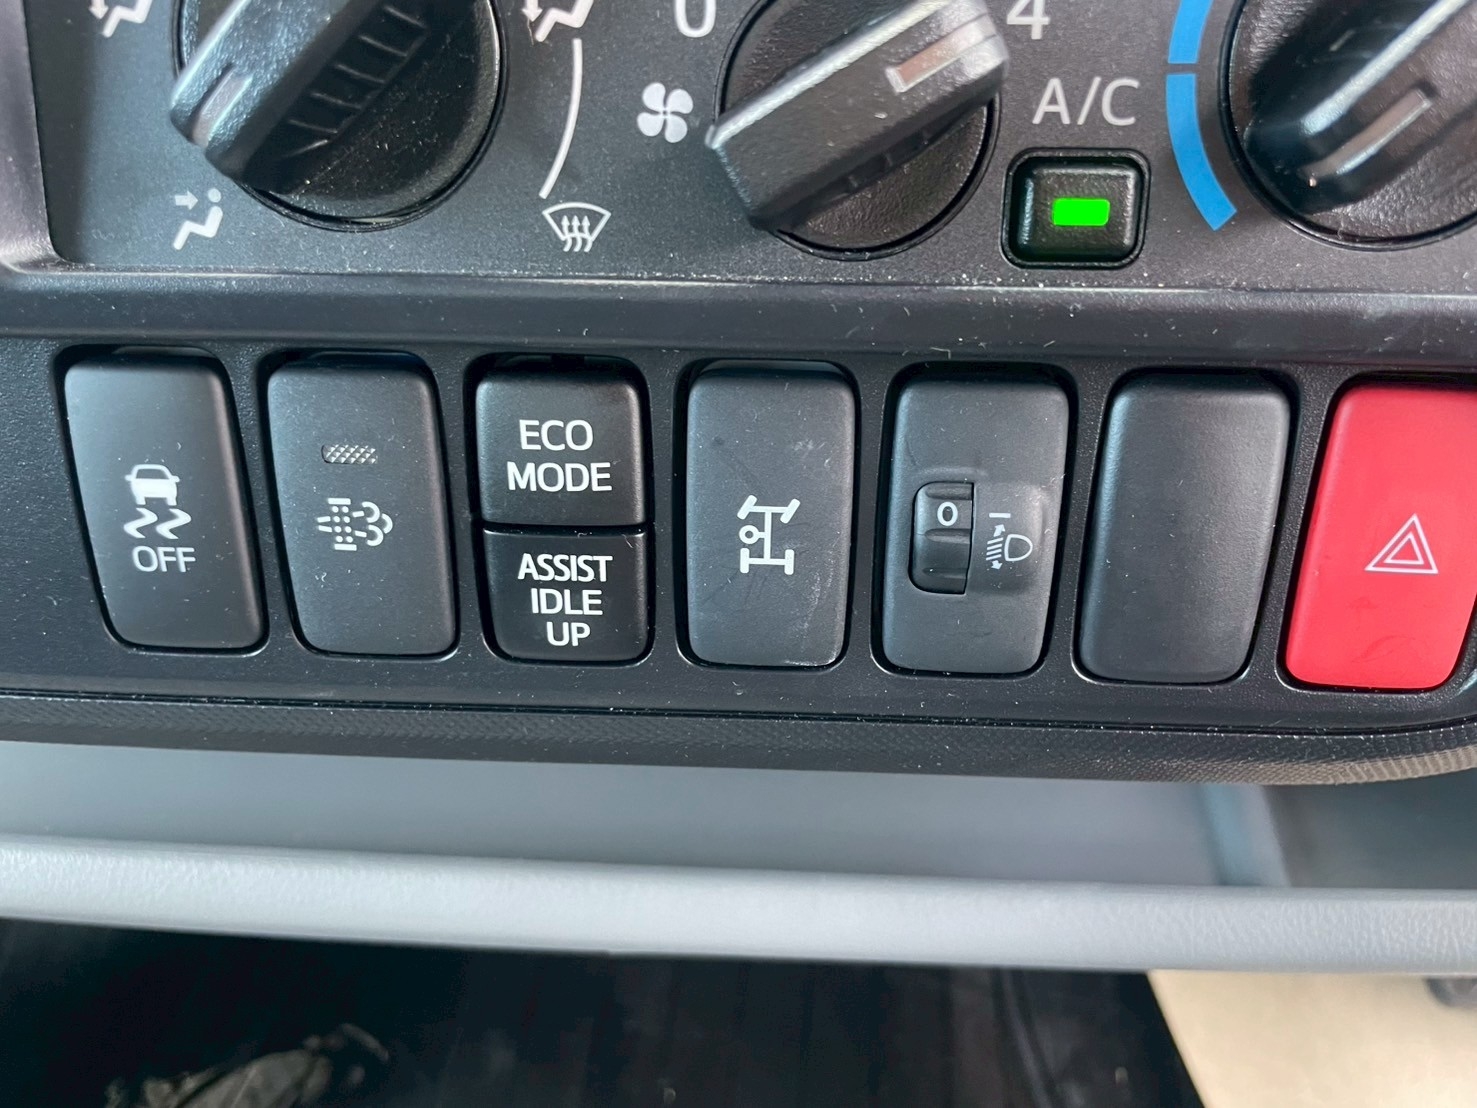 0
4
A/C
OFF
ECO
MODE
ASSIST
IDLE
UP
0